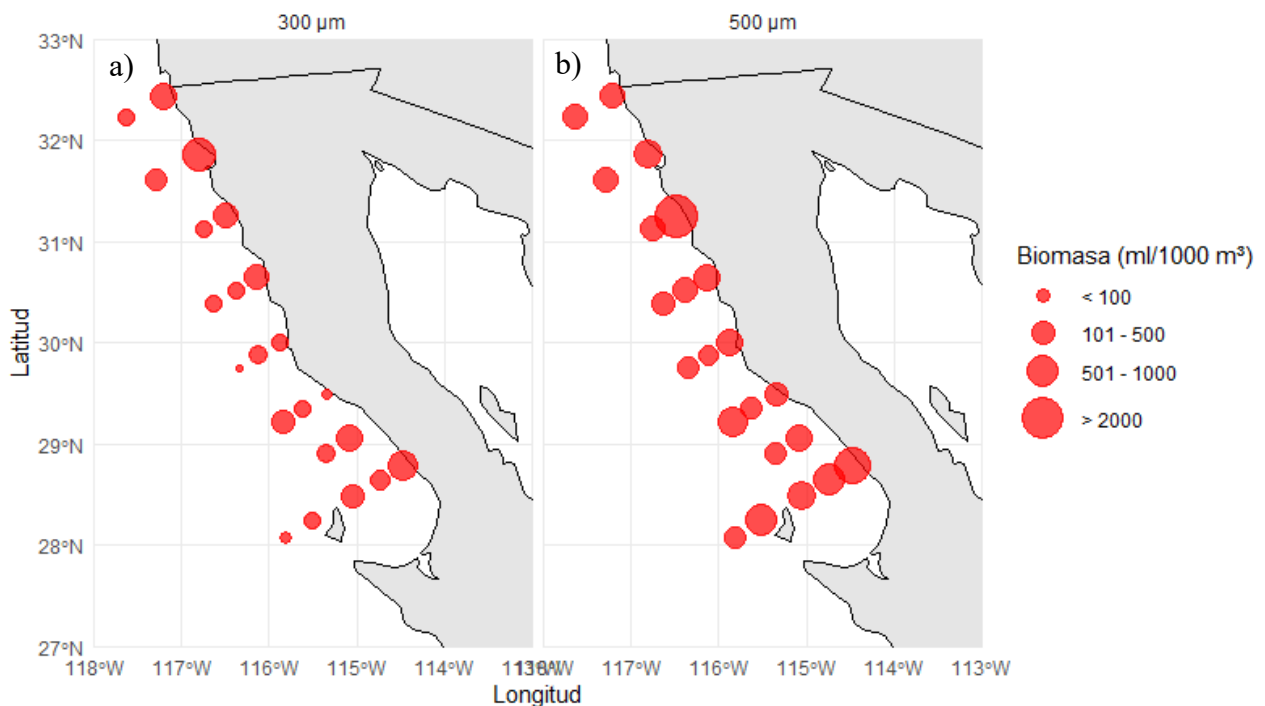 300 µm
500 µm
a)
b)
33°N
32°N
31°N
30°N
29°N
28°N
27°N
Latitud
118°W
117°W
116°W
115°W
114°W
113°W
118°W
117°W
116°W
115°W
114°W
113°W
Longitud
Biomasa (ml/1000 m³)
< 100
101 - 500
501 - 1000
> 2000